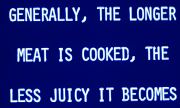 GENERALLY, THE LONGER
MEAT IS COOKED, THE
LESS JUICY IT BECOMES